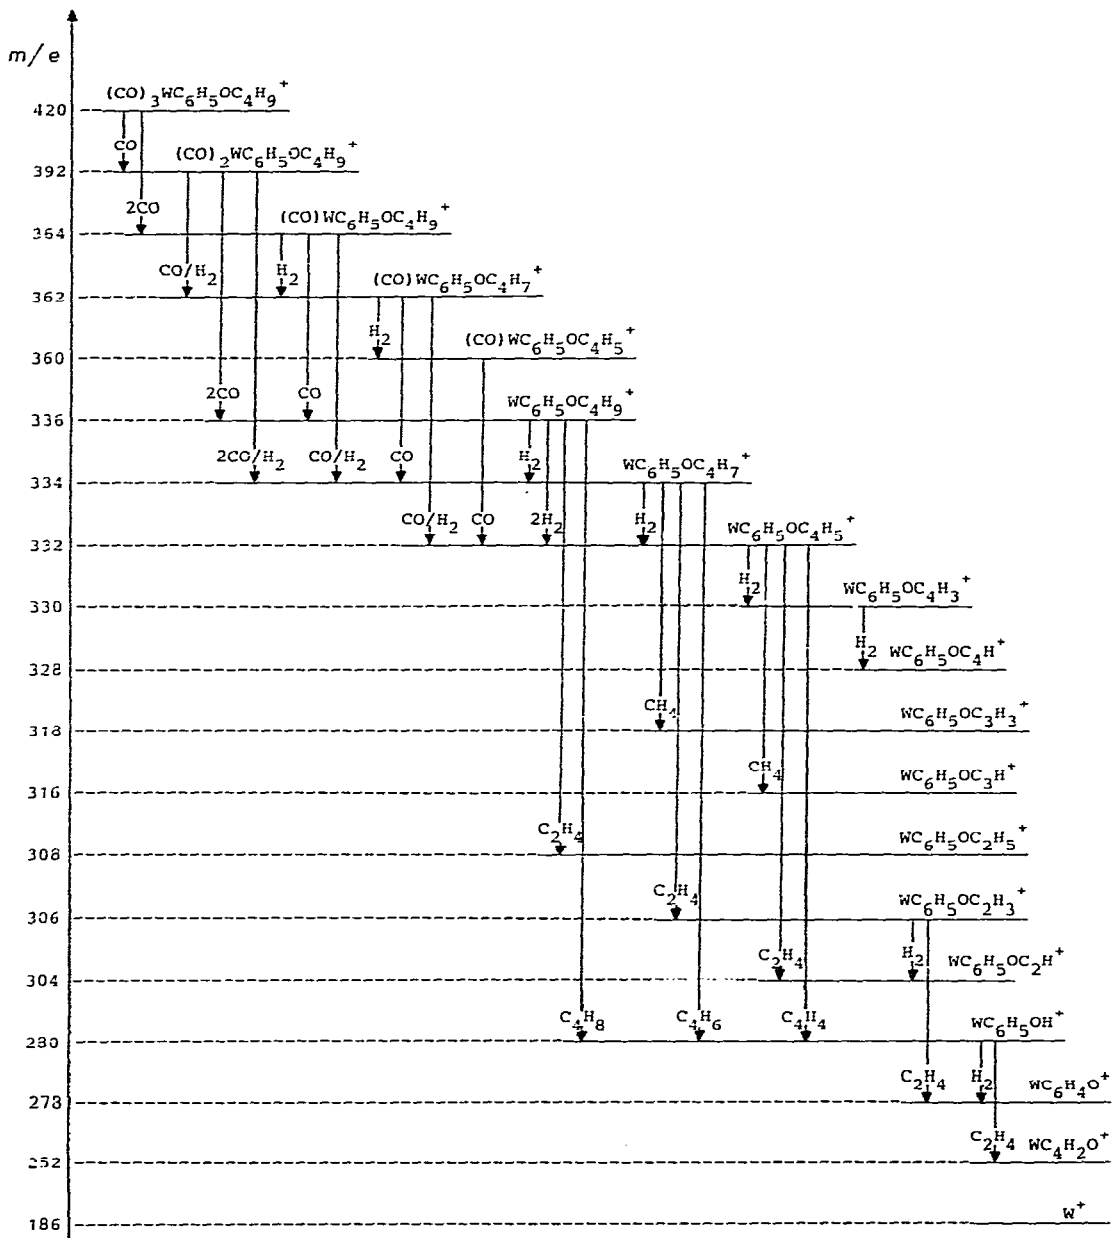 m/e
(CO)3WC6H5OC4H9+
420
CO
(CO)2WC6H5OC4H9+
392
2CO
(CO)WC6H5OC4H9+
364
CO/H2
H2
(CO)WC6H5OC4H7+
362
H2
(CO)WC6H5OC4H5+
360
2CO
CO
WC6H5OC4H9+
336
2CO/H2
CO/H2
CO
H2
WC6H5OC4H7+
334
CO/H2
CO
2H2
H2
WC6H5OC4H5+
332
H2
WC6H5OC4H3+
330
H2
WC6H5OC4H+
328
CH4
WC6H5OC3H3+
318
CH4
WC6H5OC3H+
316
C2H4
WC6H5OC2H5+
308
C2H4
WC6H5OC2H3+
306
C2H4
H2
WC6H5OC2H+
304
C4H8
C4H6
C4H4
WC6H5OH+
280
C2H4
H2
WC6H4O+
273
C2H4
WC4H2O+
252
W+
186